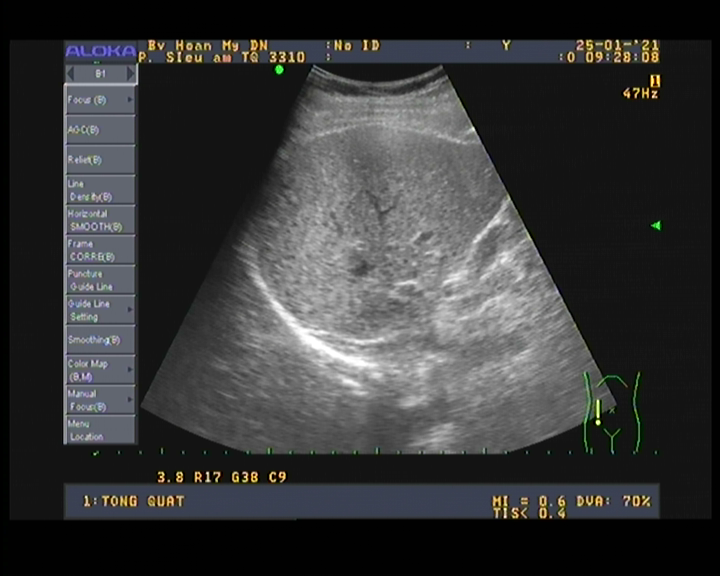 ALOKA
Bv Hoan My DN :No ID : Y 25-01-'21
P. Sieu am TQ 3310 : :0 09:28:08
B1
1
47Hz
Focus (B)
AGC(B)
Relief(B)
Line
Density(B)
Horizontal
SMOOTH(B)
Frame
CORRE(B)
Puncture
Guide Line
Guide Line
Setting
Smoothing(B)
Color Map
(B,M)
Manual
Focus(B)
Menu
Location
3.8 R17 G38 C9
1:TONG QUAT
MI = 0.6 DVA: 70%
TIS< 0.4